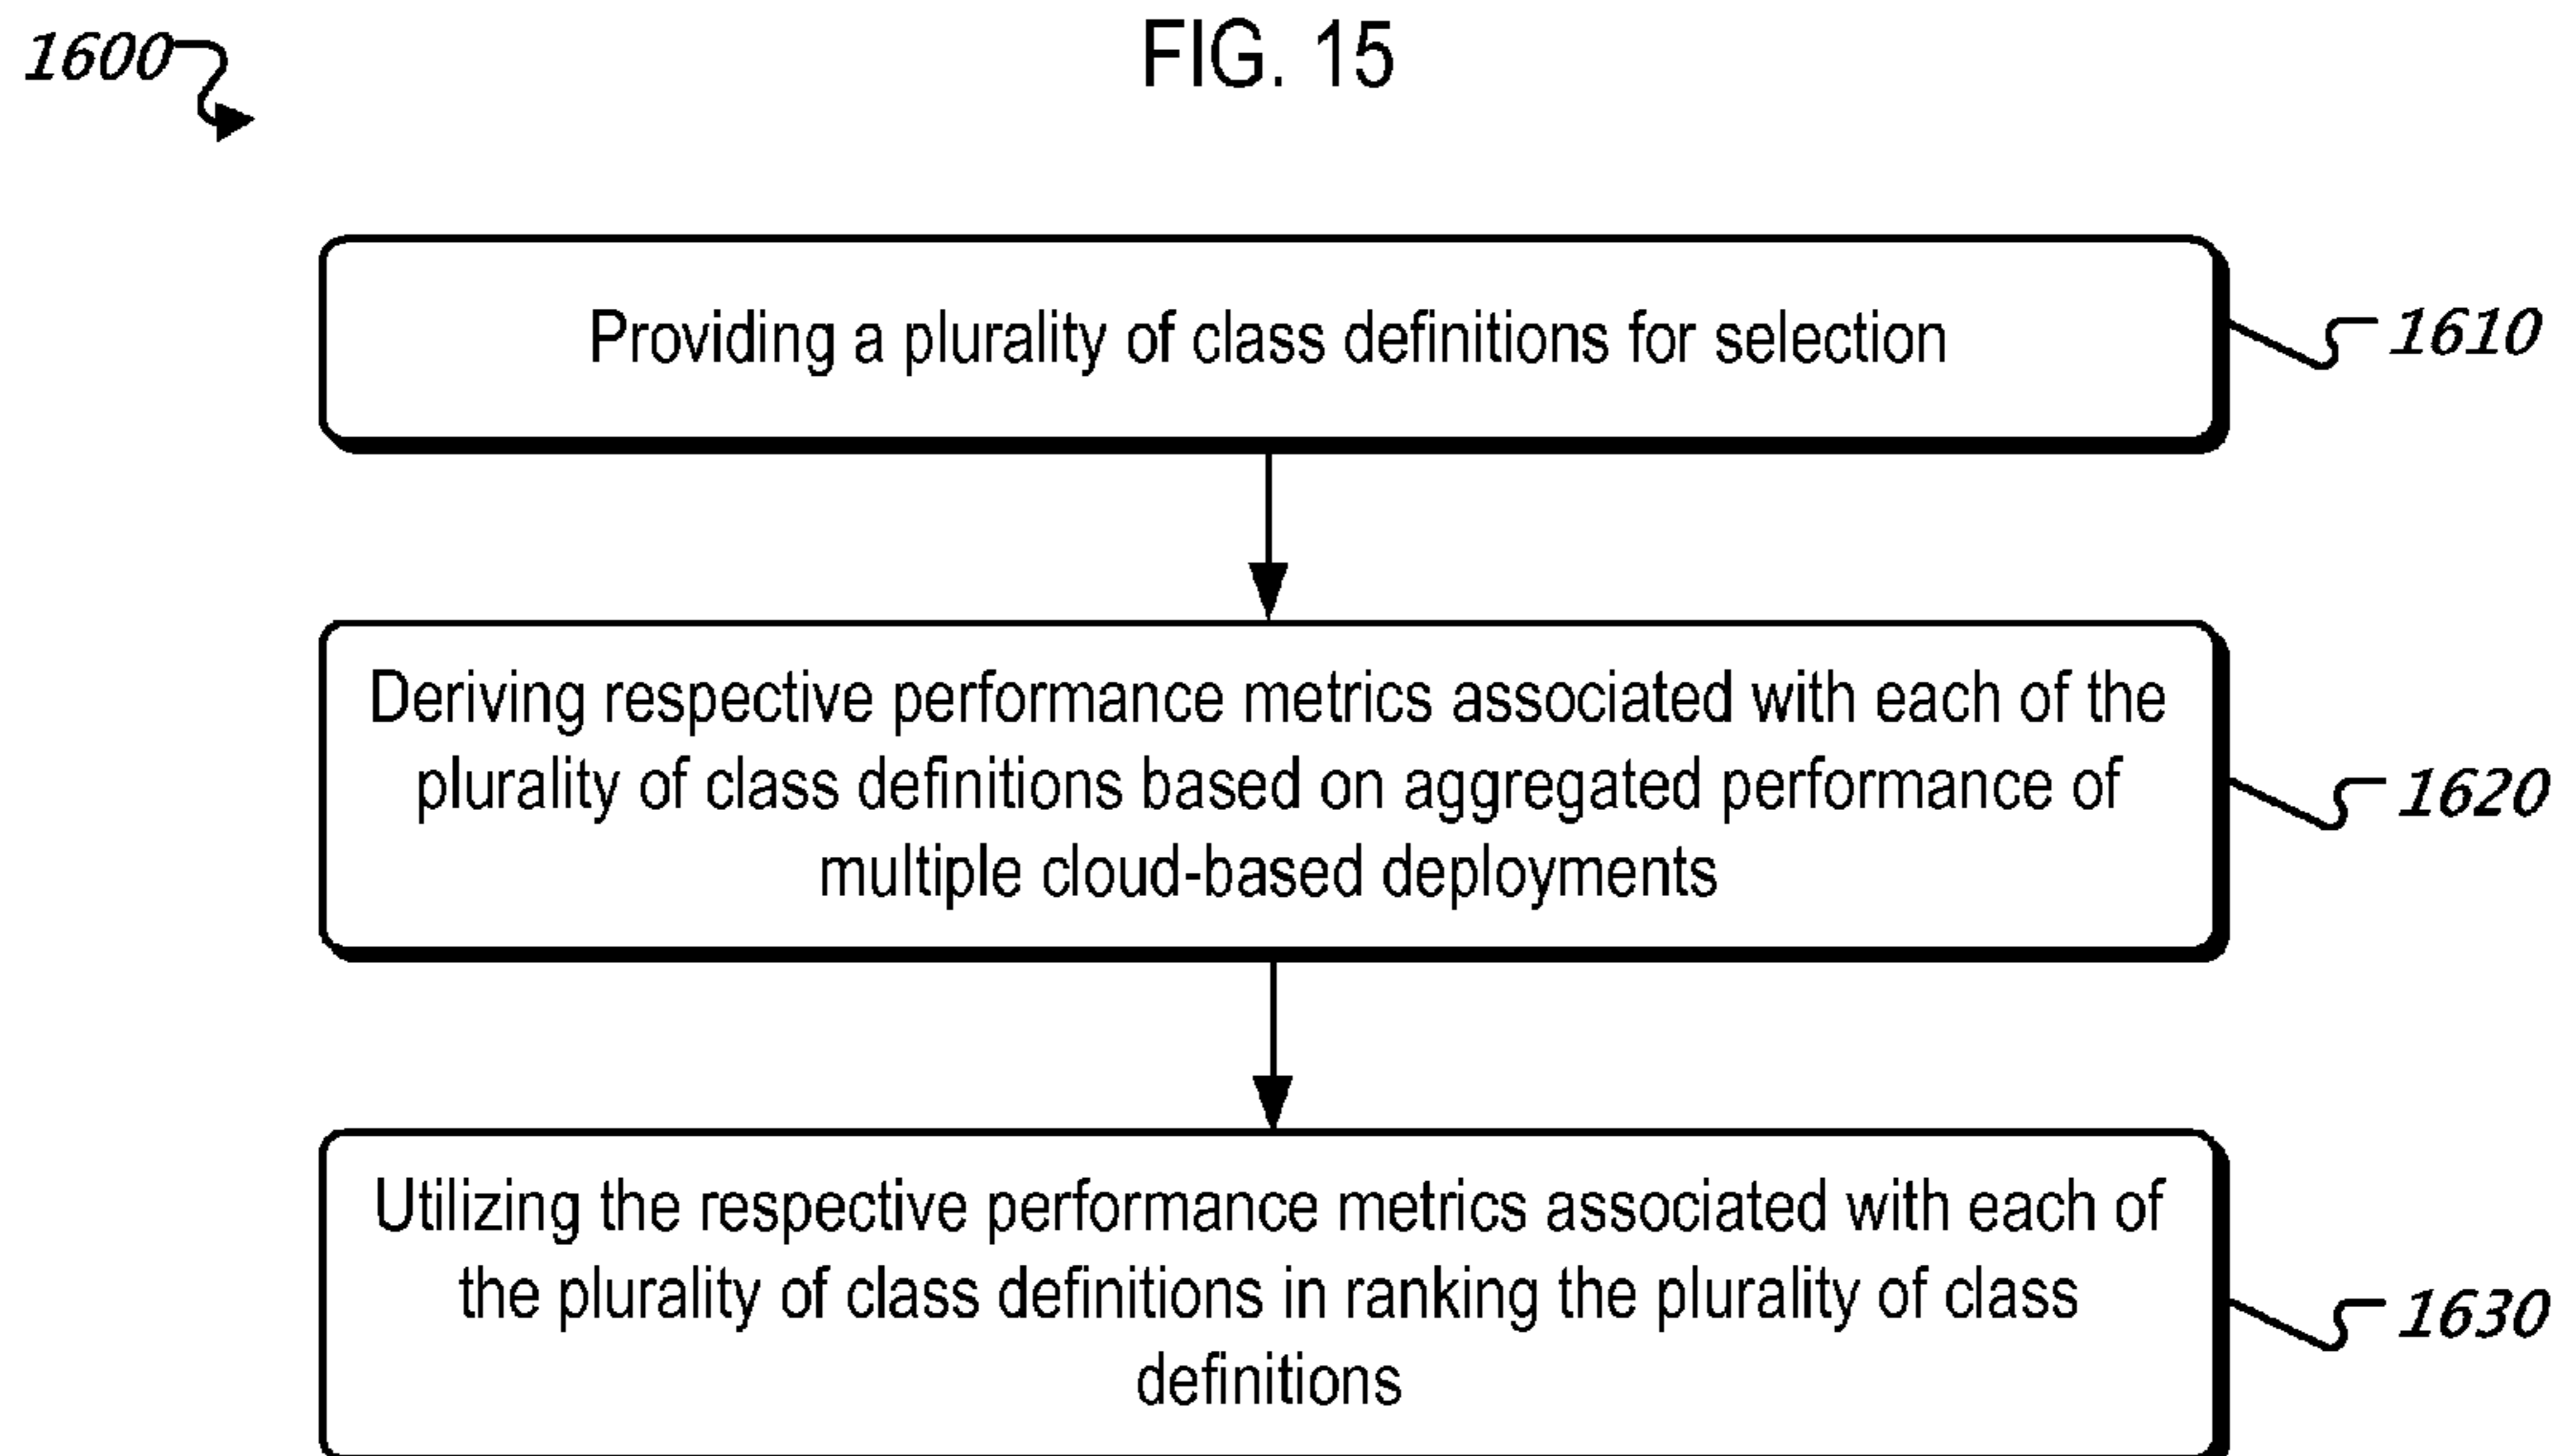 FIG. 15
1600
Providing a plurality of class definitions for selection
1610
Deriving respective performance metrics associated with each of the
plurality of class definitions based on aggregated performance of
multiple cloud-based deployments
1620
Utilizing the respective performance metrics associated with each of
the plurality of class definitions in ranking the plurality of class
definitions
1630